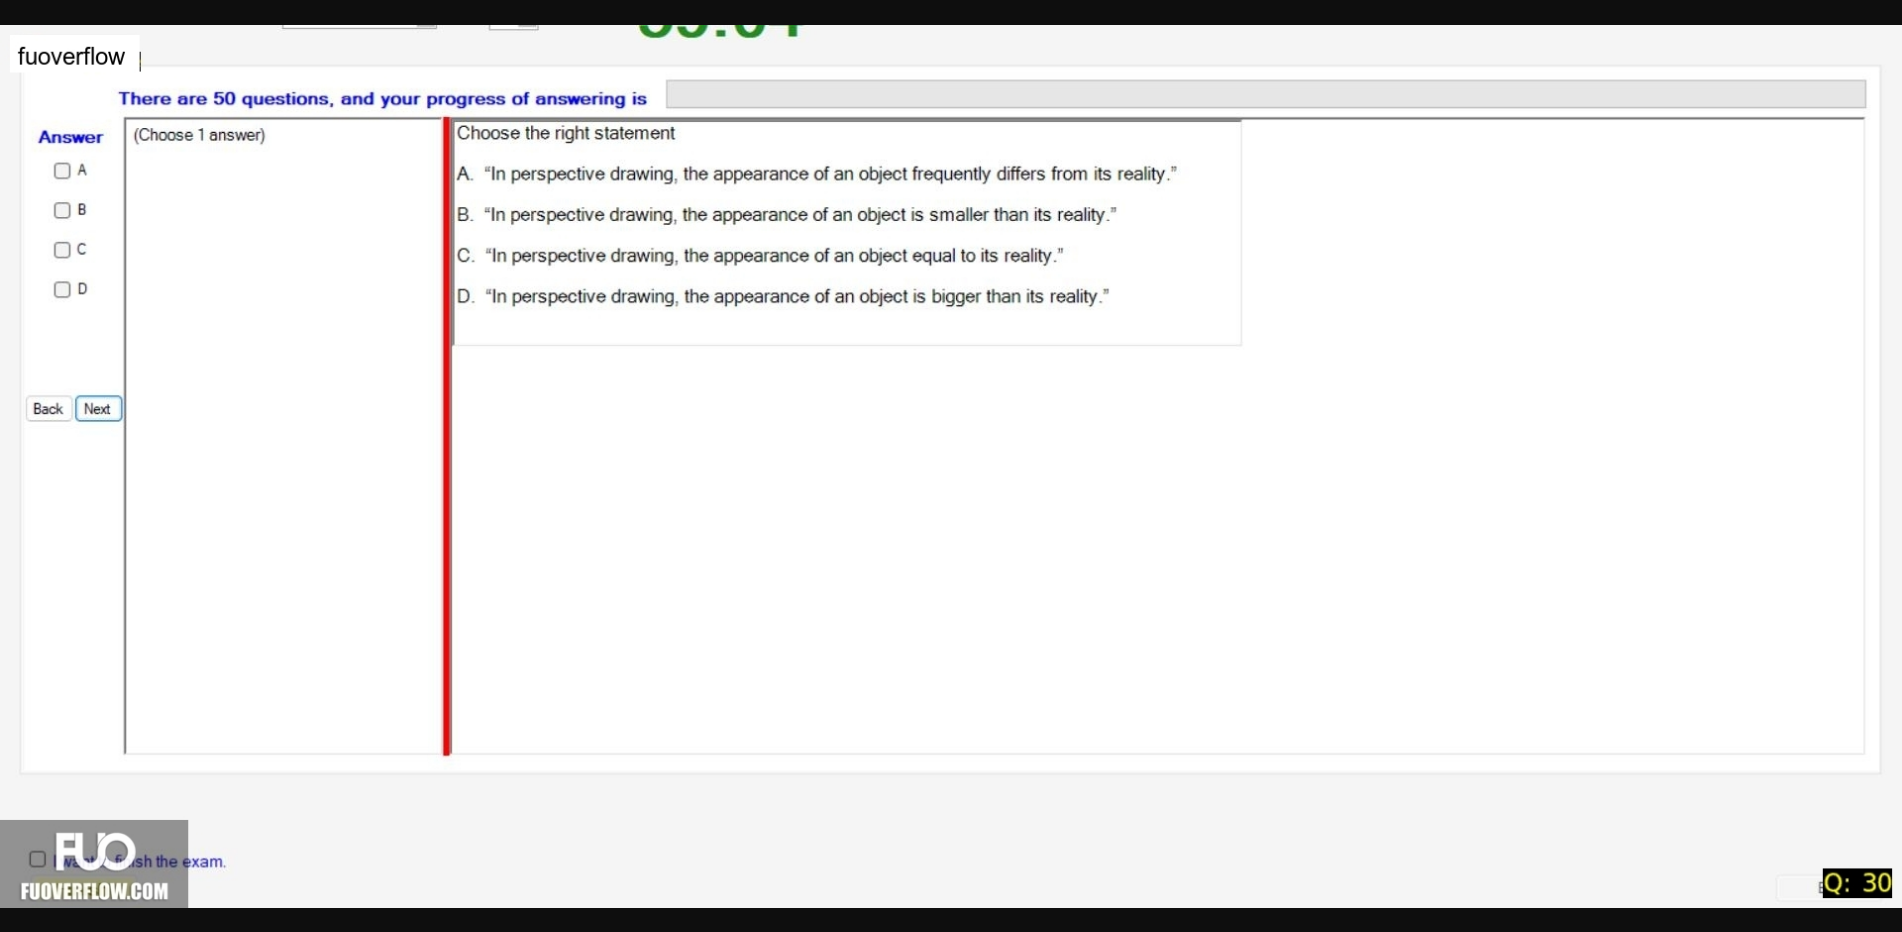 fuoverflow
There are 50 questions, and your progress of answering is
Answer
(Choose 1 answer)
A
B
C
D
Back Next
Choose the right statement
A. “In perspective drawing, the appearance of an object frequently differs from its reality.”
B. “In perspective drawing, the appearance of an object is smaller than its reality.”
C. “In perspective drawing, the appearance of an object equal to its reality.”
D. “In perspective drawing, the appearance of an object is bigger than its reality.”
the exam.
FUO
FUOVERFLOW.COM
Q: 30